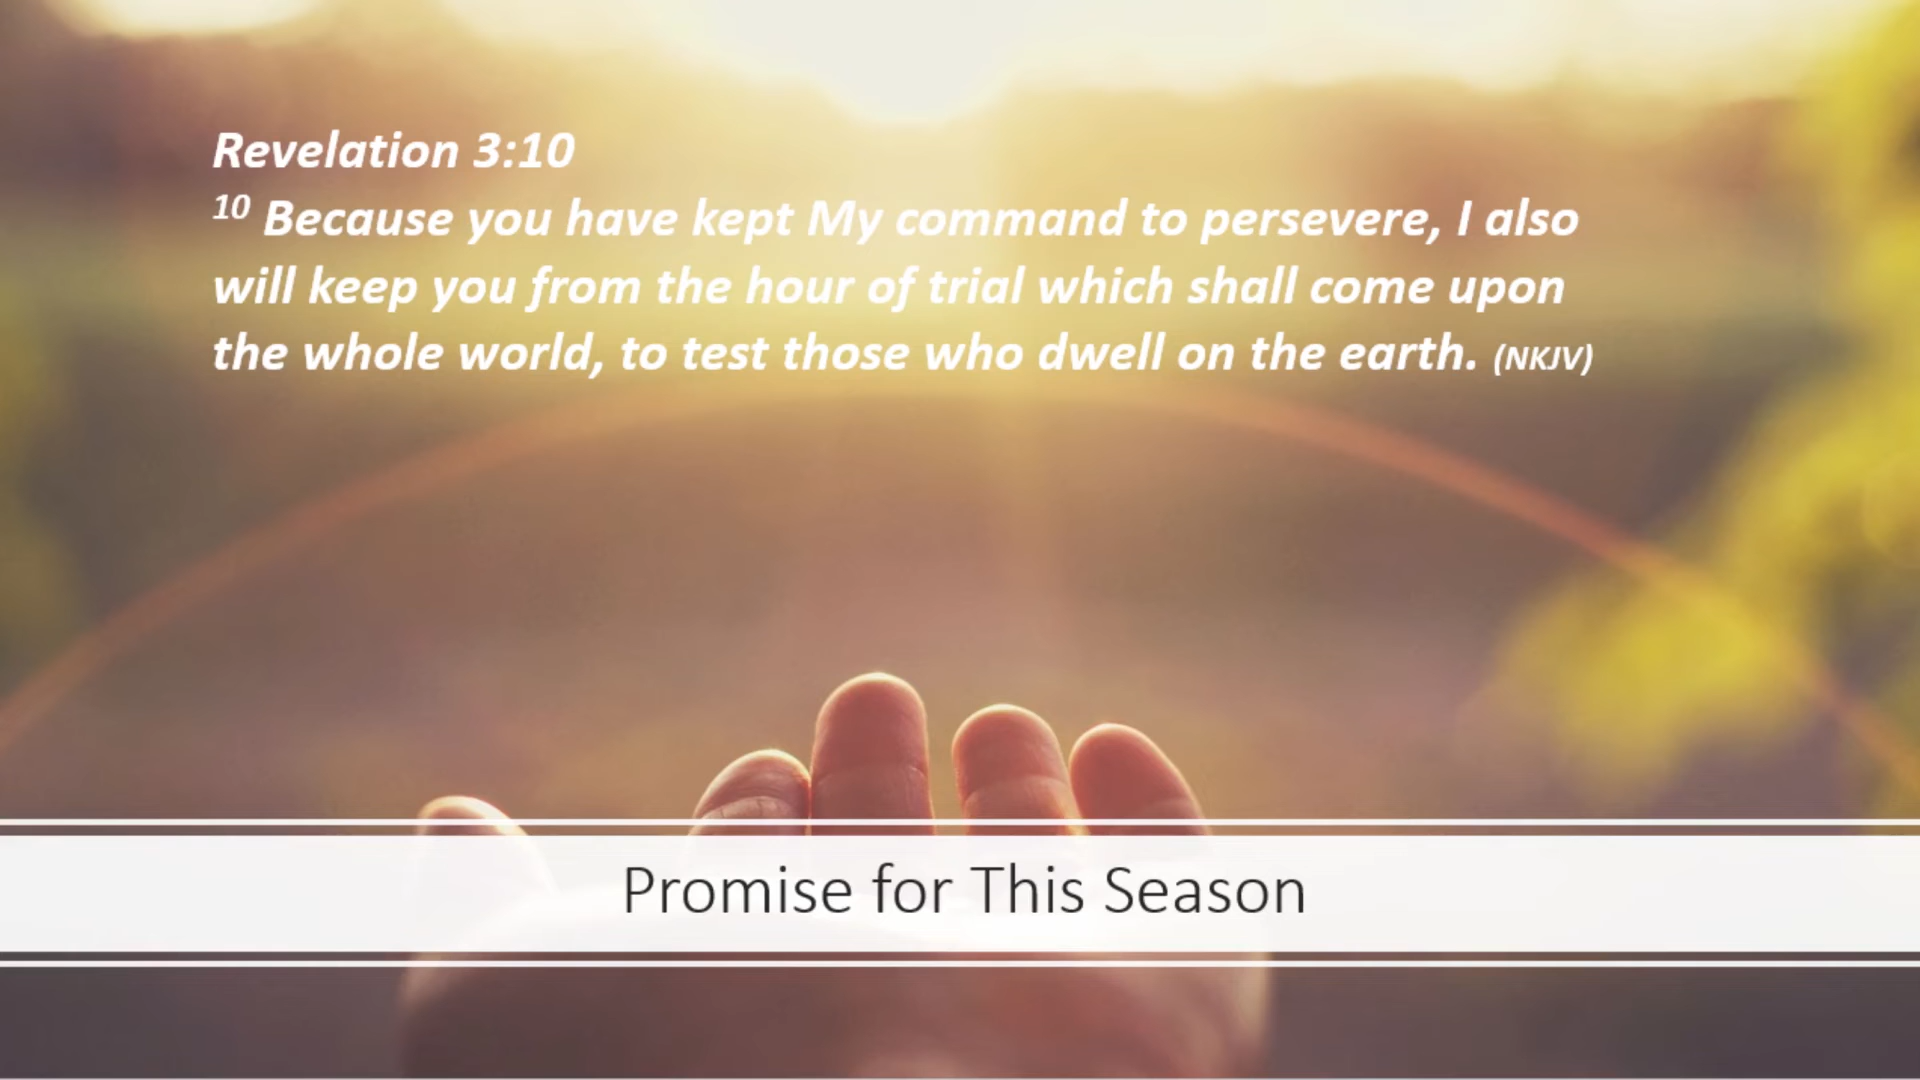 Revelation 3:10
10 Because you have kept My command to persevere, I also
will keep you from the hour of trial which shall come upon
the whole world, to test those who dwell on the earth. (NKJV)
Promise for This Season